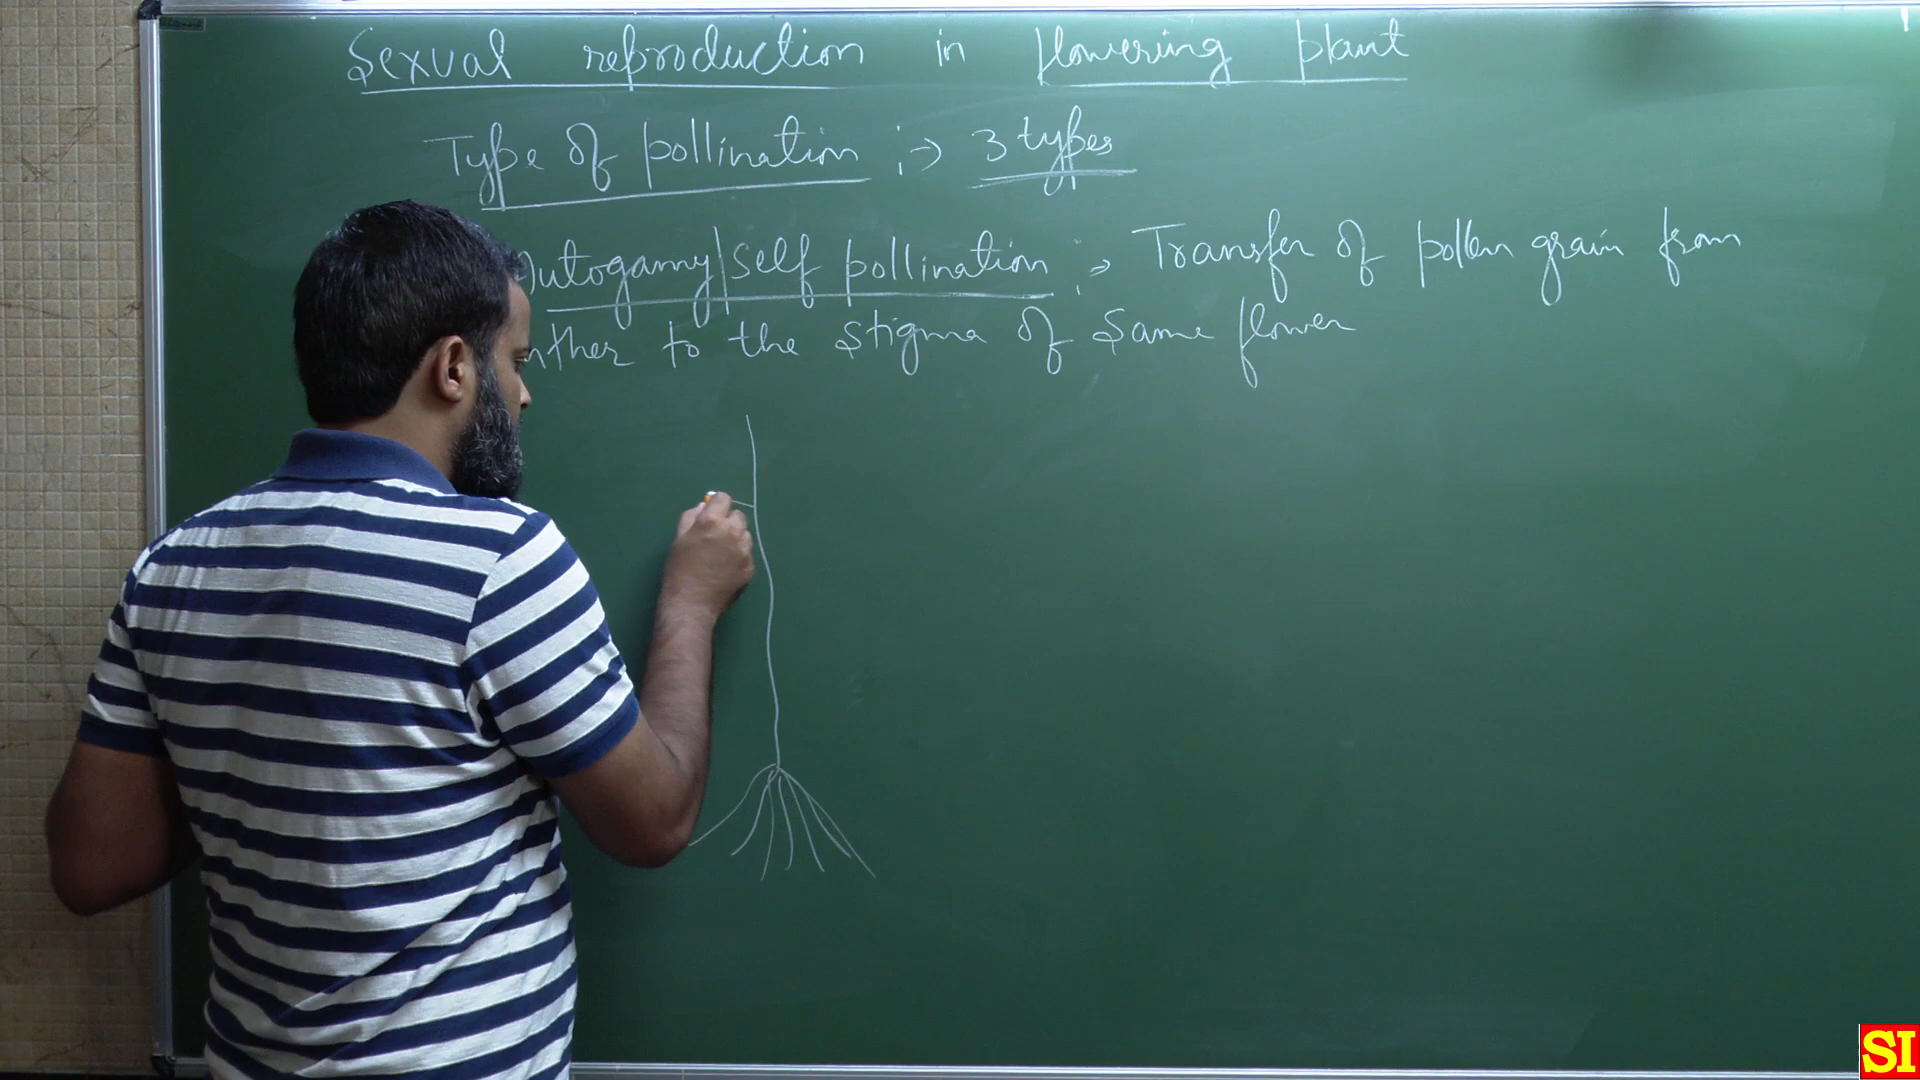 Sexual reproduction in flowering plant
Type of pollination :→ 3 types
utogamy|Self pollination :→ Transfer of pollen grain from
nther to the stigma of same flower
SI